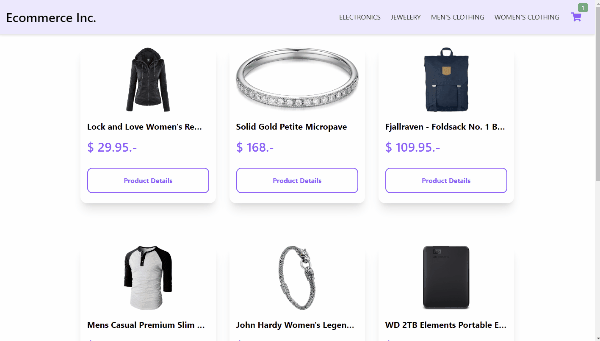 Ecommerce Inc.
ELECTRONICS JEWELERY MEN'S CLOTHING WOMEN'S CLOTHING
1
Lock and Love Women's Re... Solid Gold Petite Micropave Fjallraven - Foldsack No. 1 B...
$ 29.95.- $ 168.- $ 109.95.-
Product Details Product Details Product Details
Mens Casual Premium Slim ... John Hardy Women's Legen... WD 2TB Elements Portable E...